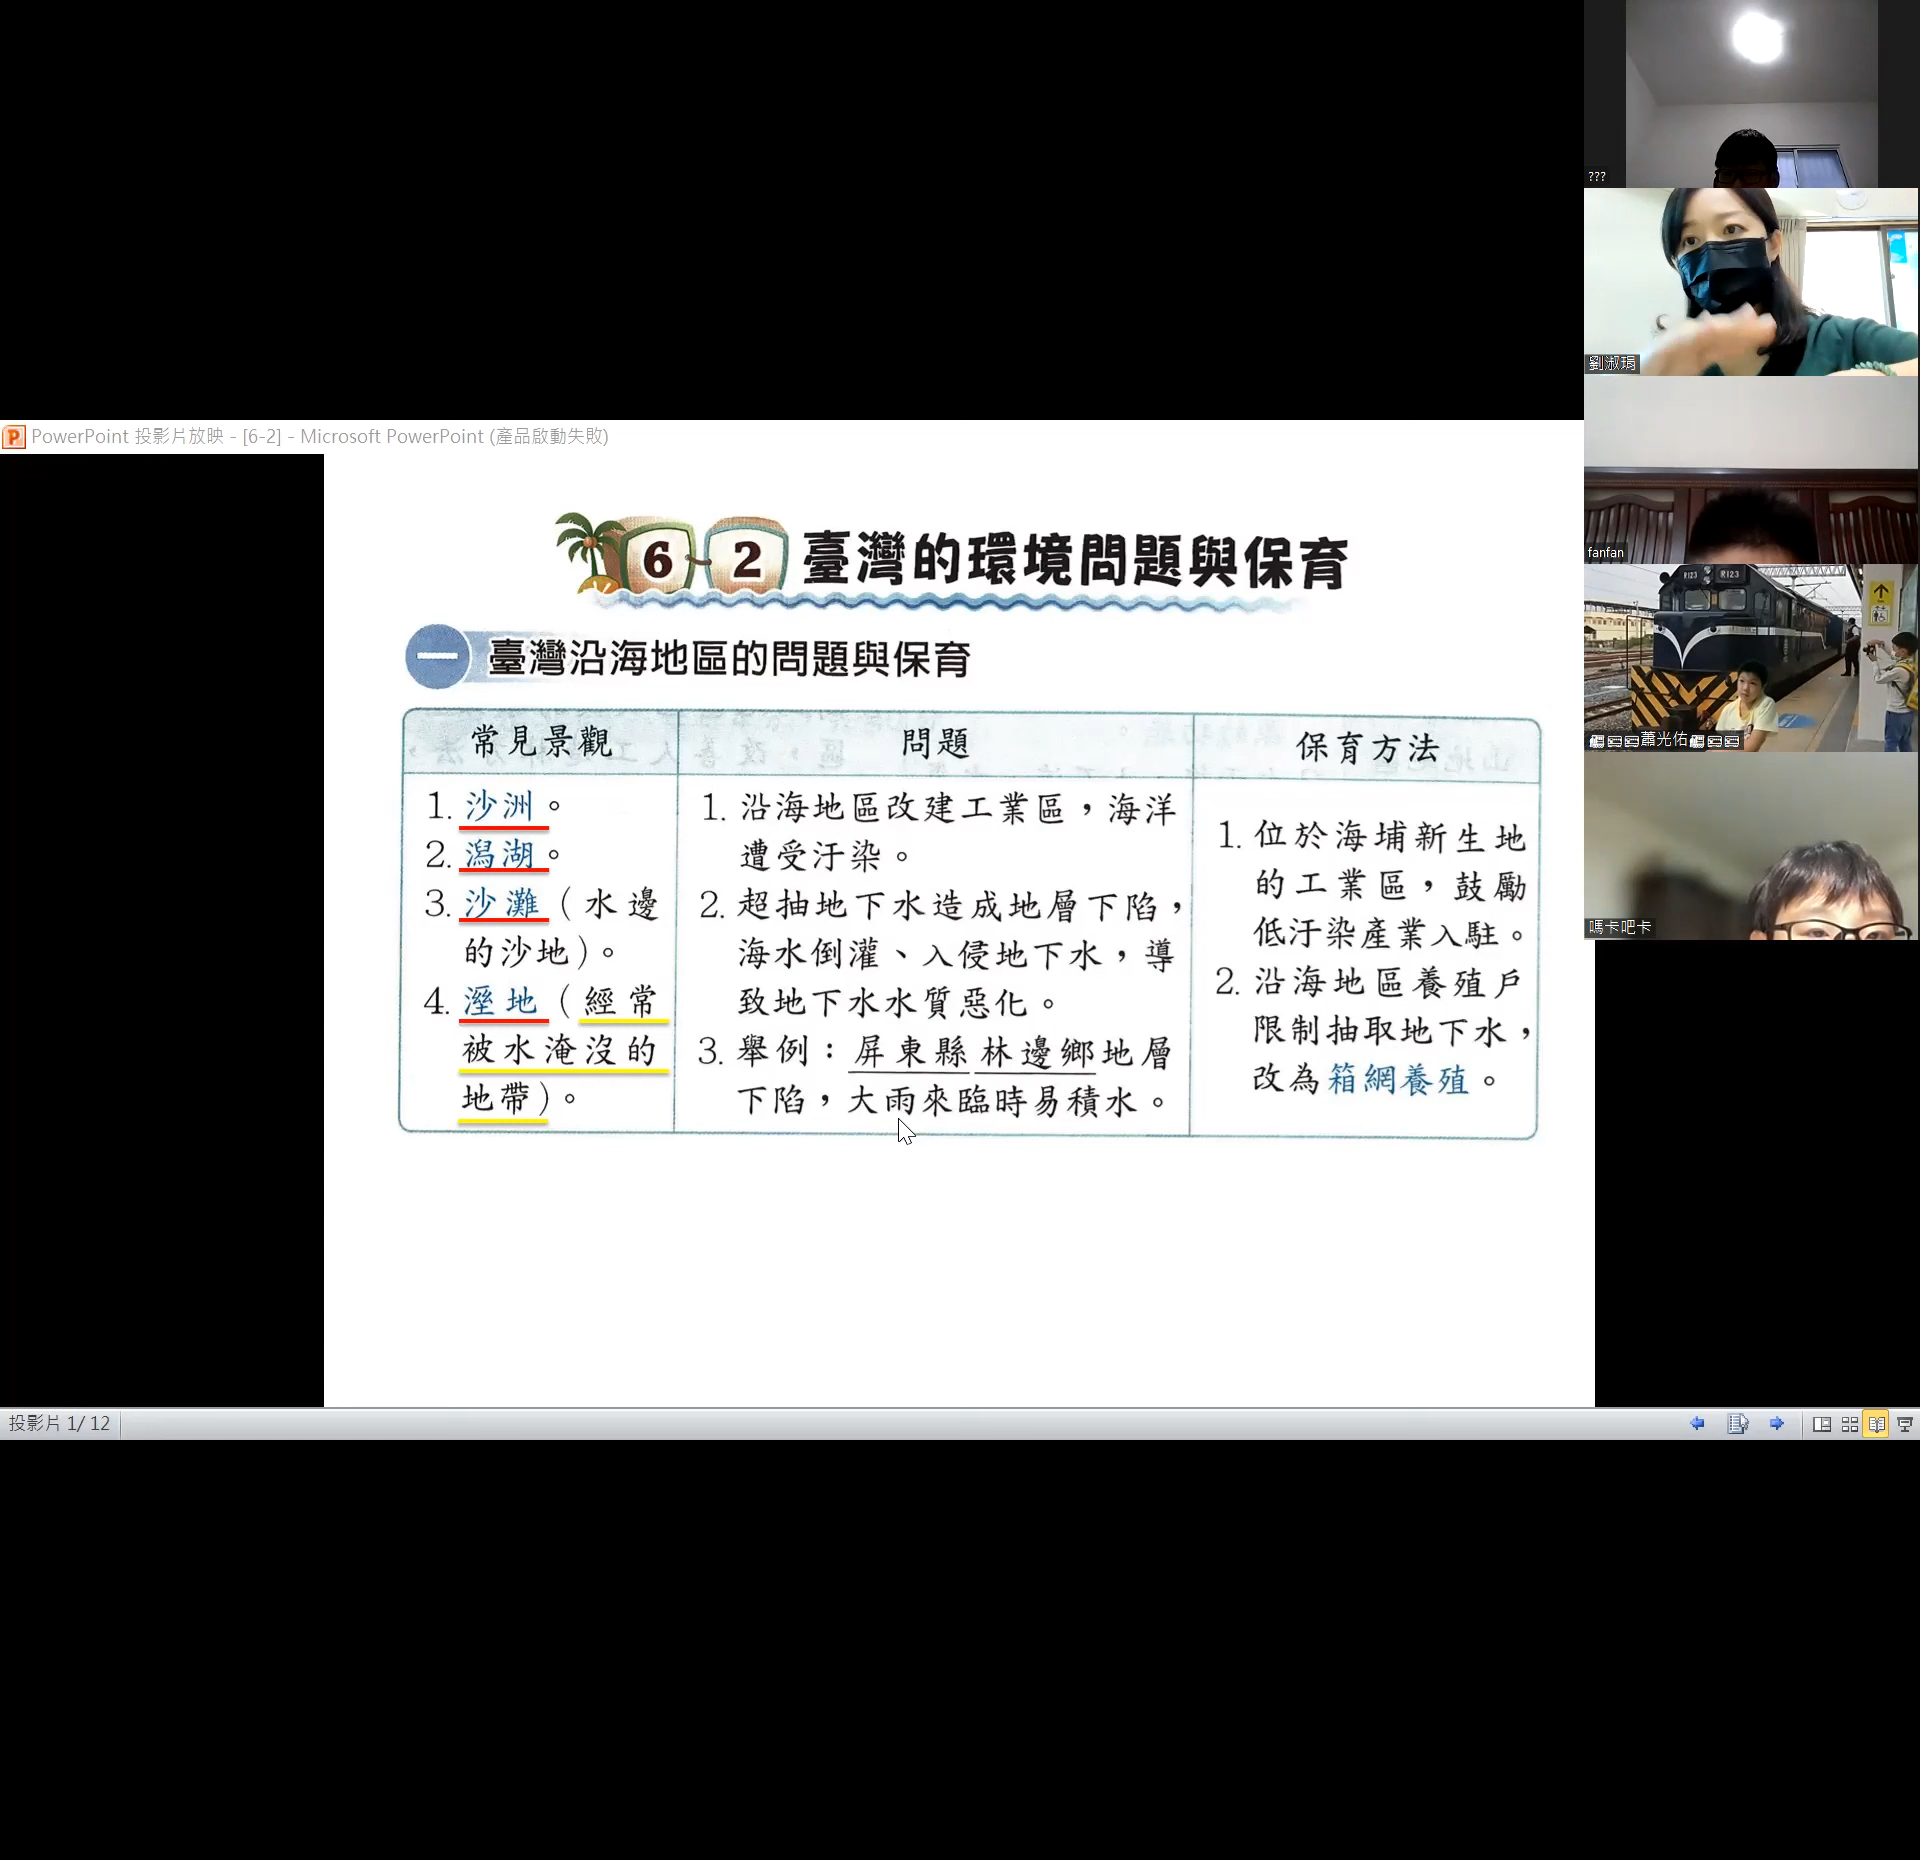 ???
劉淑琄
PowerPoint 投影片放映 - [6-2] - Microsoft PowerPoint (產品啟動失敗)
fanfan
R123 R123
蕭光佑
嗎卡吧卡
6-2 臺灣的環境問題與保育
一 臺灣沿海地區的問題與保育
常見景觀
1. 沙洲。
2. 潟湖。
3. 沙灘（水邊
的沙地）。
4. 溼地（經常
被水淹沒的
地帶）。
問題
1. 沿海地區改建工業區，海洋
遭受汙染。
2. 超抽地下水造成地層下陷，
海水倒灌、入侵地下水，導
致地下水水質惡化。
3. 舉例：屏東縣林邊鄉地層
下陷，大雨來臨時易積水。
保育方法
1. 位於海埔新生地
的工業區，鼓勵
低汙染產業入駐。
2. 沿海地區養殖戶
限制抽取地下水，
改為箱網養殖。
投影片 1/ 12